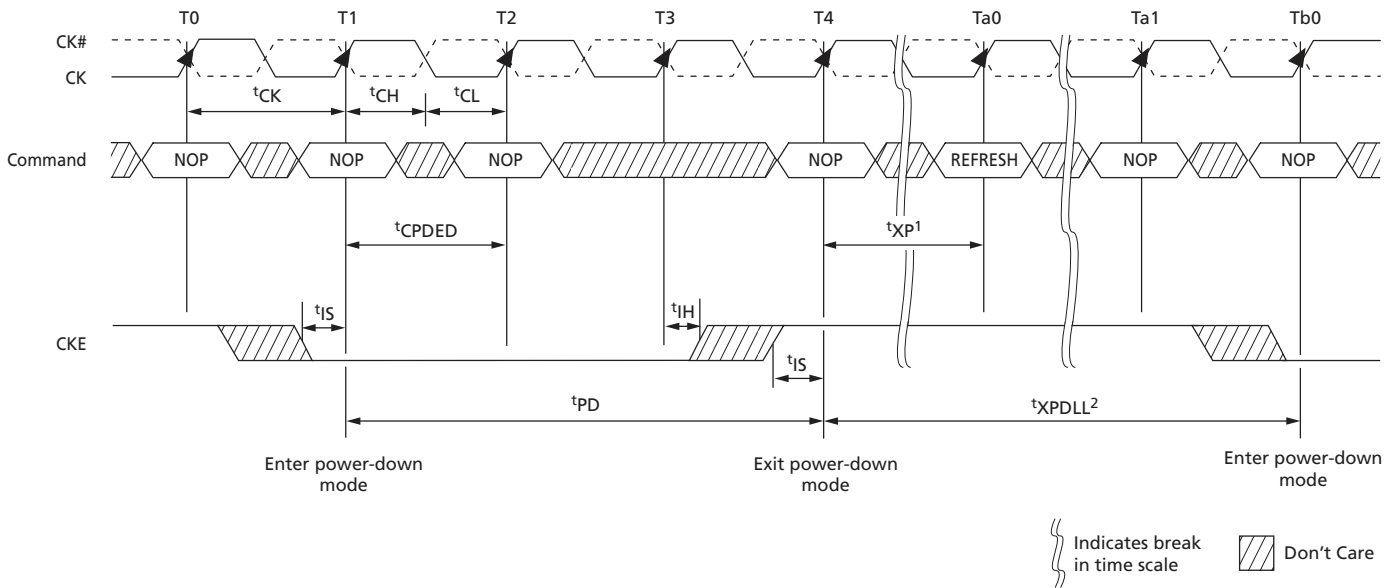 T0 T1 T2 T3 T4 Ta0 Ta1 Tb0
CK#
CK
tCK tCH tCL
Command NOP NOP NOP NOP REFRESH NOP NOP
tCPDED tXP1
tIS tIH
CKE
tIS
tPD tXPDLL2
Enter power-down
mode
Exit power-down
mode
Enter power-down
mode
Indicates break
in time scale
Don't Care